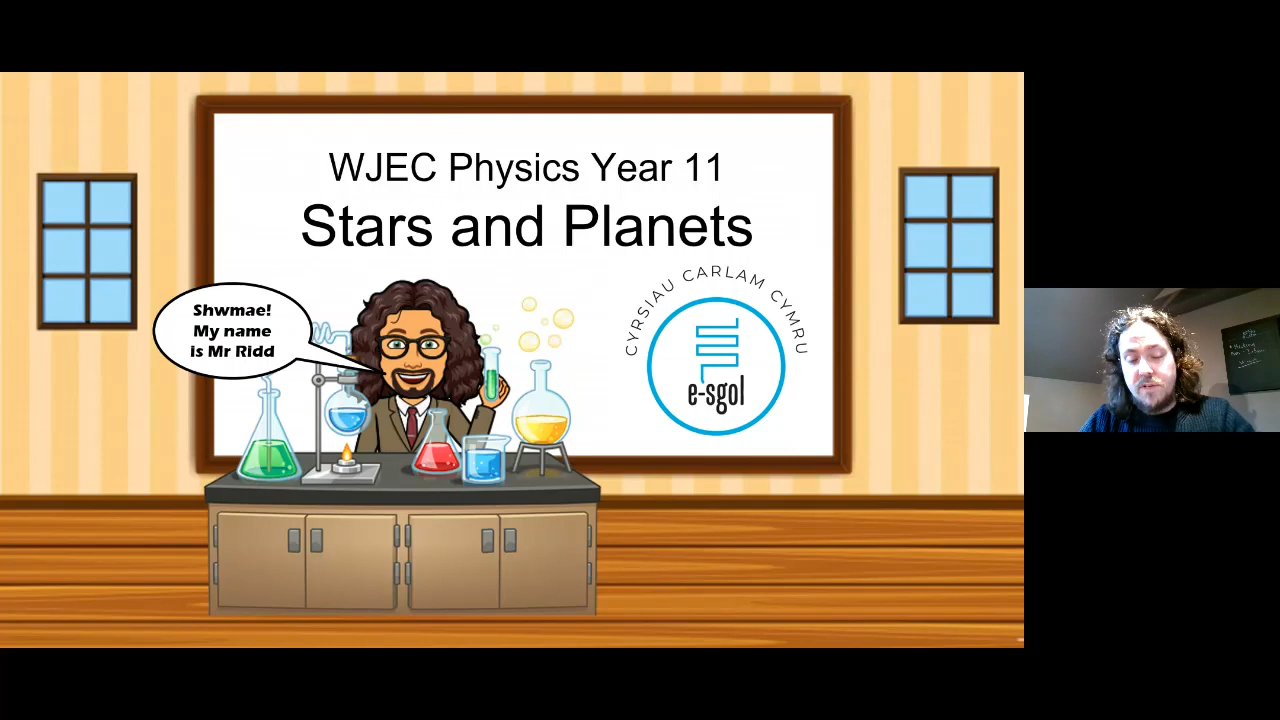 WJEC Physics Year 11
Stars and Planets
Shwmae!
My name
is Mr Ridd
CYRSIAU CARLAM CYMRU
e-sgol